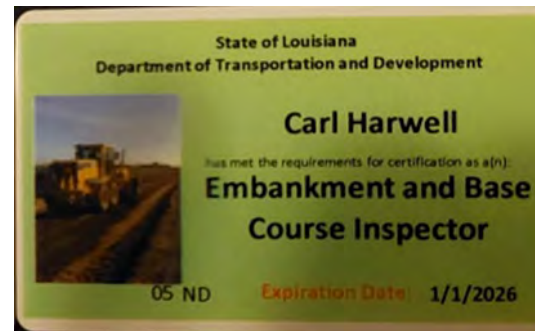 State of Louisiana
Department of Transportation and Development
Carl Harwell
has met the requirements for certification as a(n):
Embankment and Base
Course Inspector
05 ND Expiration Date: 1/1/2026